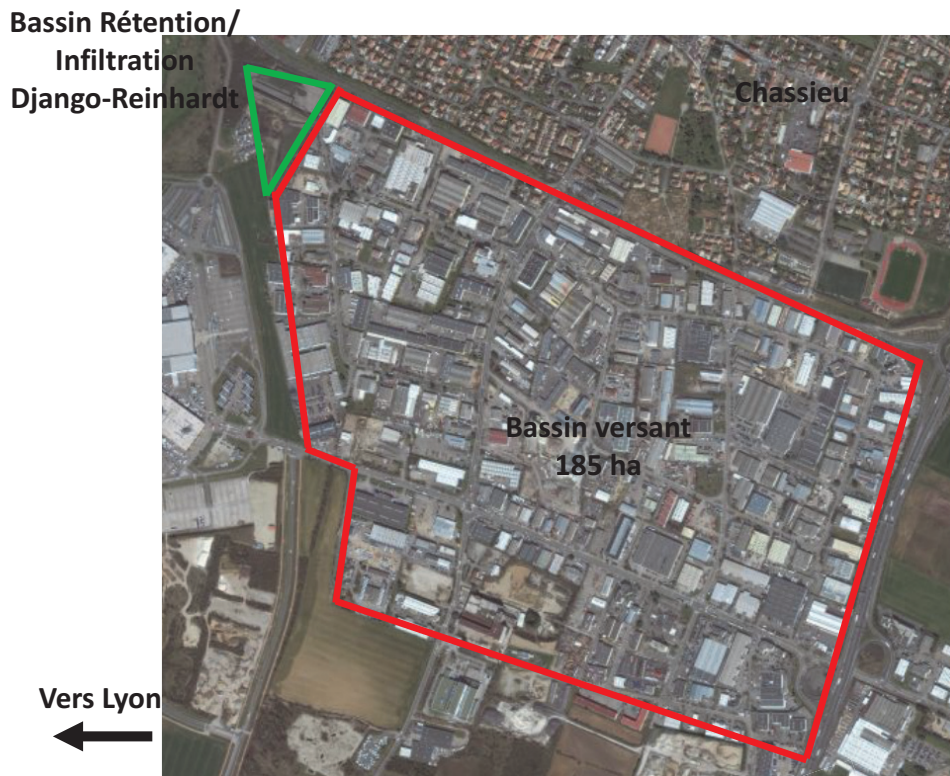 Bassin Rétention/
Infiltration
Django-Reinhardt
Chassieu
Bassin versant
185 ha
Vers Lyon